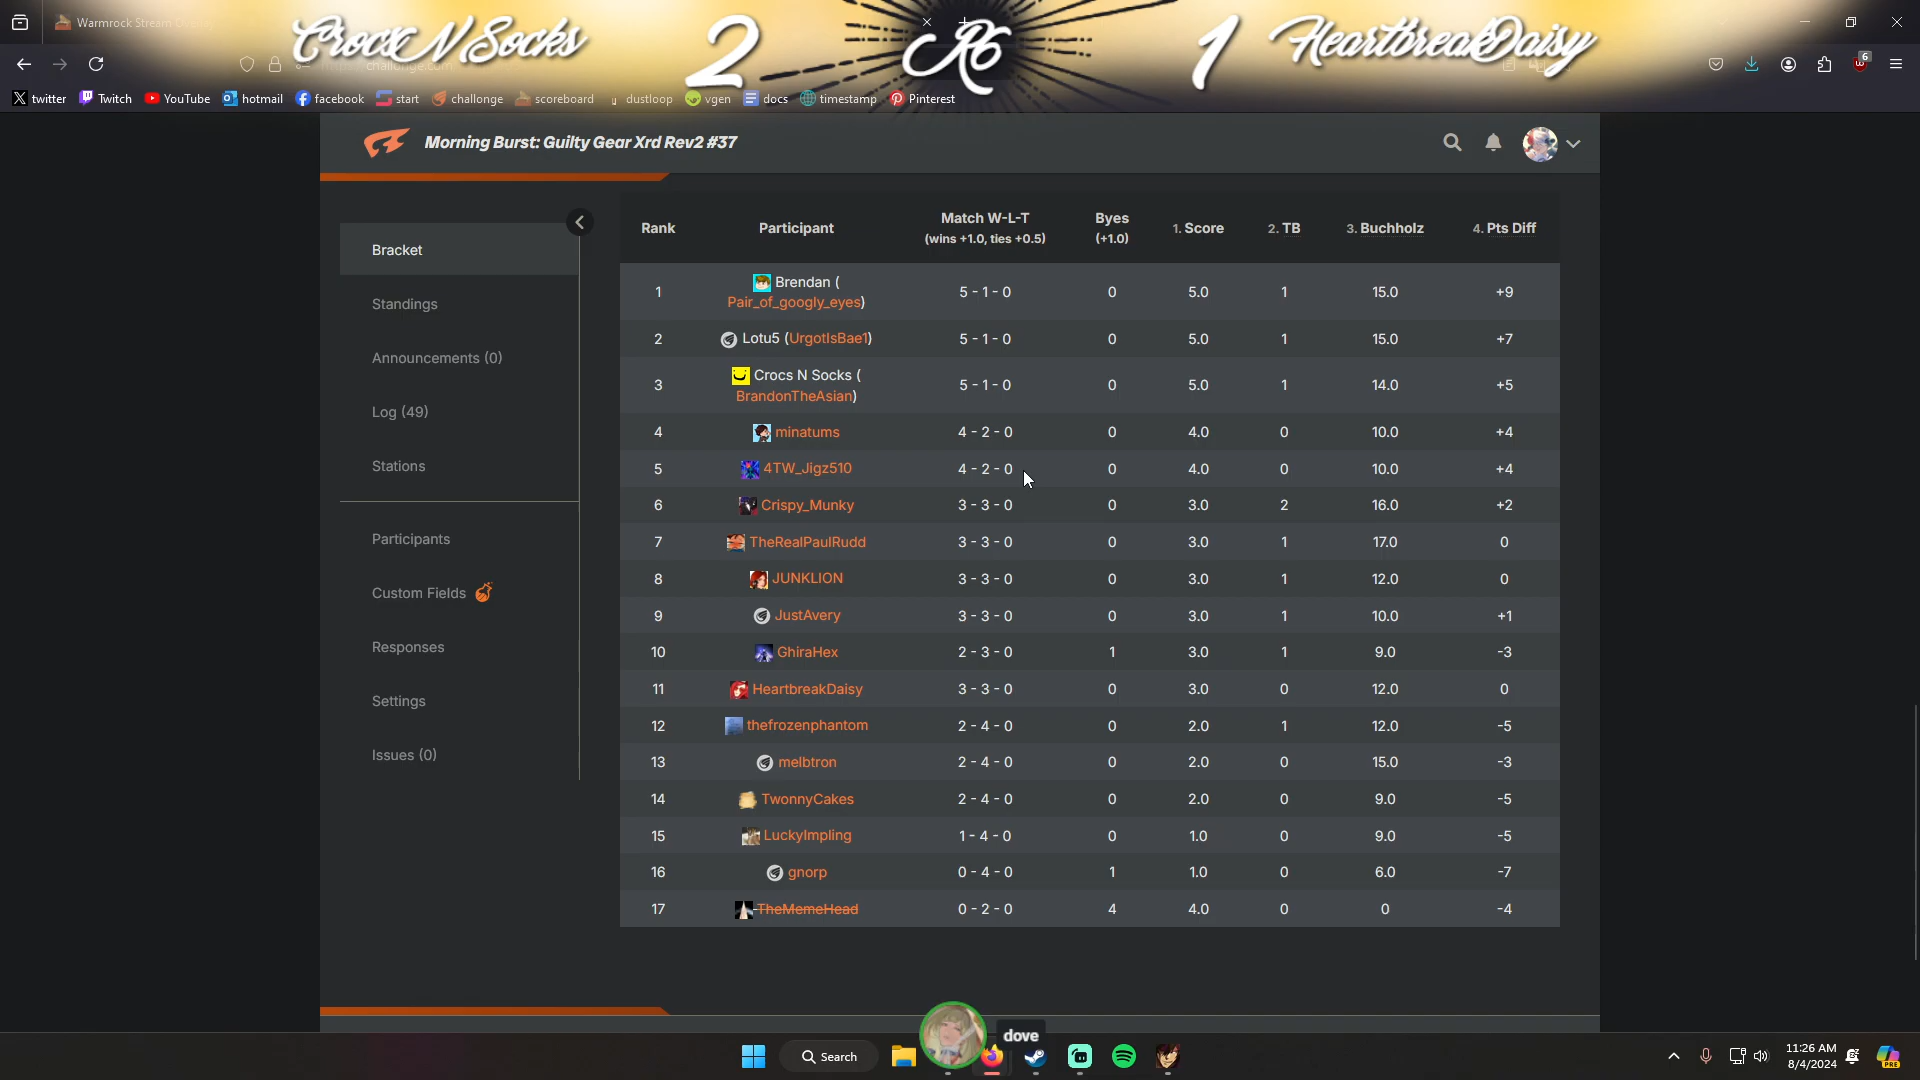 Warmrock Stream
Crocs N Socks 2 R6 1 HeartbreakDaisy
challonge.com
6
twitter Twitch YouTube hotmail facebook start challonge scoreboard dustloop vgen docs timestamp Pinterest
Morning Burst: Guilty Gear Xrd Rev2 #37
Bracket
Standings
Announcements (0)
Log (49)
Stations
Participants
Custom Fields
Responses
Settings
Issues (0)
Rank Participant Match W-L-T (wins +1.0, ties +0.5) Byes (+1.0) 1. Score 2. TB 3. Buchholz 4. Pts Diff
1 Brendan ( Pair_of_googly_eyes) 5 - 1 - 0 0 5.0 1 15.0 +9
2 Lotu5 (UrgotIsBae1) 5 - 1 - 0 0 5.0 1 15.0 +7
3 Crocs N Socks ( BrandonTheAsian) 5 - 1 - 0 0 5.0 1 14.0 +5
4 minatums 4 - 2 - 0 0 4.0 0 10.0 +4
5 4TW_Jigz510 4 - 2 - 0 0 4.0 0 10.0 +4
6 Crispy_Munky 3 - 3 - 0 0 3.0 2 16.0 +2
7 TheRealPaulRudd 3 - 3 - 0 0 3.0 1 17.0 0
8 JUNKLION 3 - 3 - 0 0 3.0 1 12.0 0
9 JustAvery 3 - 3 - 0 0 3.0 1 10.0 +1
10 GhiraHex 2 - 3 - 0 1 3.0 1 9.0 -3
11 HeartbreakDaisy 3 - 3 - 0 0 3.0 0 12.0 0
12 thefrozenphantom 2 - 4 - 0 0 2.0 1 12.0 -5
13 melbtron 2 - 4 - 0 0 2.0 0 15.0 -3
14 TwonnyCakes 2 - 4 - 0 0 2.0 0 9.0 -5
15 LuckyImpling 1 - 4 - 0 0 1.0 0 9.0 -5
16 gnorp 0 - 4 - 0 1 1.0 0 6.0 -7
17 TheMemeHead 0 - 2 - 0 4 4.0 0 0 -4
dove
Search
11:26 AM
8/4/2024
PRE